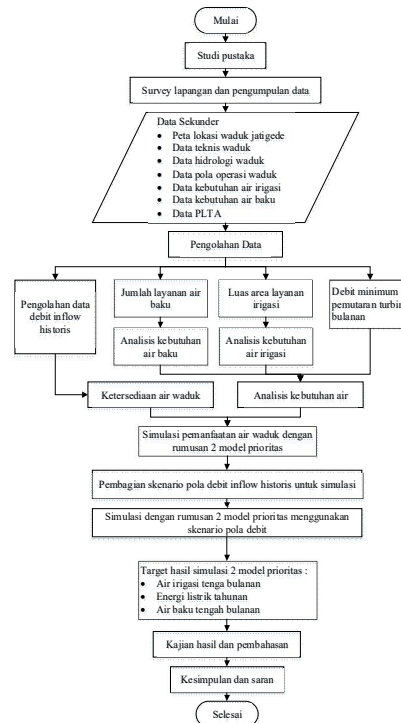 Mulai
Studi pustaka
Survey lapangan dan pengumpulan data
Data Sekunder
• Peta lokasi waduk jatigede
• Data teknis waduk
• Data hidrologi waduk
• Data pola operasi waduk
• Data kebutuhan air irigasi
• Data kebutuhan air baku
• Data PLTA
Pengolahan Data
Pengolahan data
debit inflow
historis
Jumlah layanan air
baku
Luas area layanan
irigasi
Debit minimum
pemutaran turbin
bulanan
Analisis kebutuhan
air baku
Analisis kebutuhan
air irigasi
Ketersediaan air waduk
Analisis kebutuhan air
Simulasi pemanfaatan air waduk dengan
rumusan 2 model prioritas
Pembagian skenario pola debit inflow historis untuk simulasi
Simulasi dengan rumusan 2 model prioritas menggunakan
skenario pola debit
Target hasil simulasi 2 model prioritas :
• Air irigasi tenga bulanan
• Energi listrik tahunan
• Air baku tengah bulanan
Kajian hasil dan pembahasan
Kesimpulan dan saran
Selesai